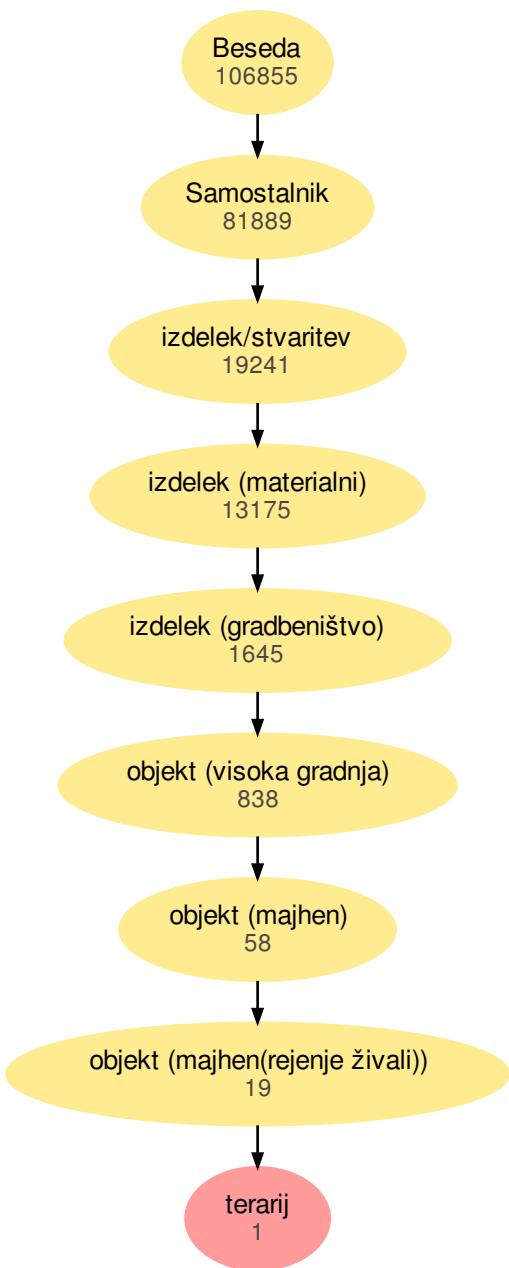 Beseda
106855
Samostalnik
81889
izdelek/stvaritev
19241
izdelek (materialni)
13175
izdelek (gradbeništvo)
1645
objekt (visoka gradnja)
838
objekt (majhen)
58
objekt (majhen(rejenje živali))
19
terarij
1